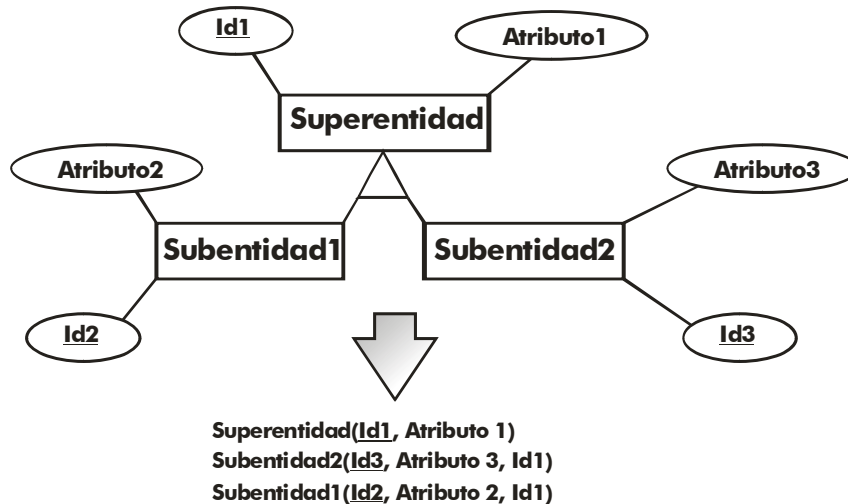 Id1
Atributo1
Superentidad
Atributo2
Atributo3
Subentidad1
Subentidad2
Id2
Id3
Superentidad(Id1, Atributo 1)
Subentidad2(Id3, Atributo 3, Id1)
Subentidad1(Id2, Atributo 2, Id1)